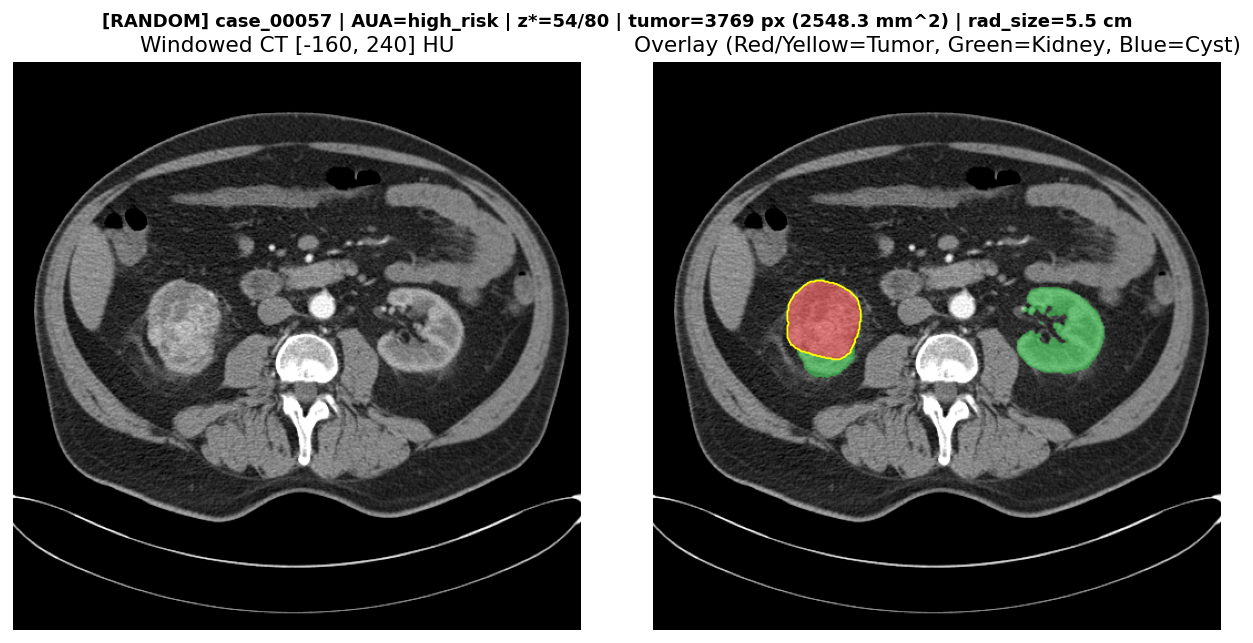 [RANDOM] case_00057 | AUA=high_risk | z*=54/80 | tumor=3769 px (2548.3 mm^2) | rad_size=5.5 cm
Windowed CT [-160, 240] HU
Overlay (Red/Yellow=Tumor, Green=Kidney, Blue=Cyst)